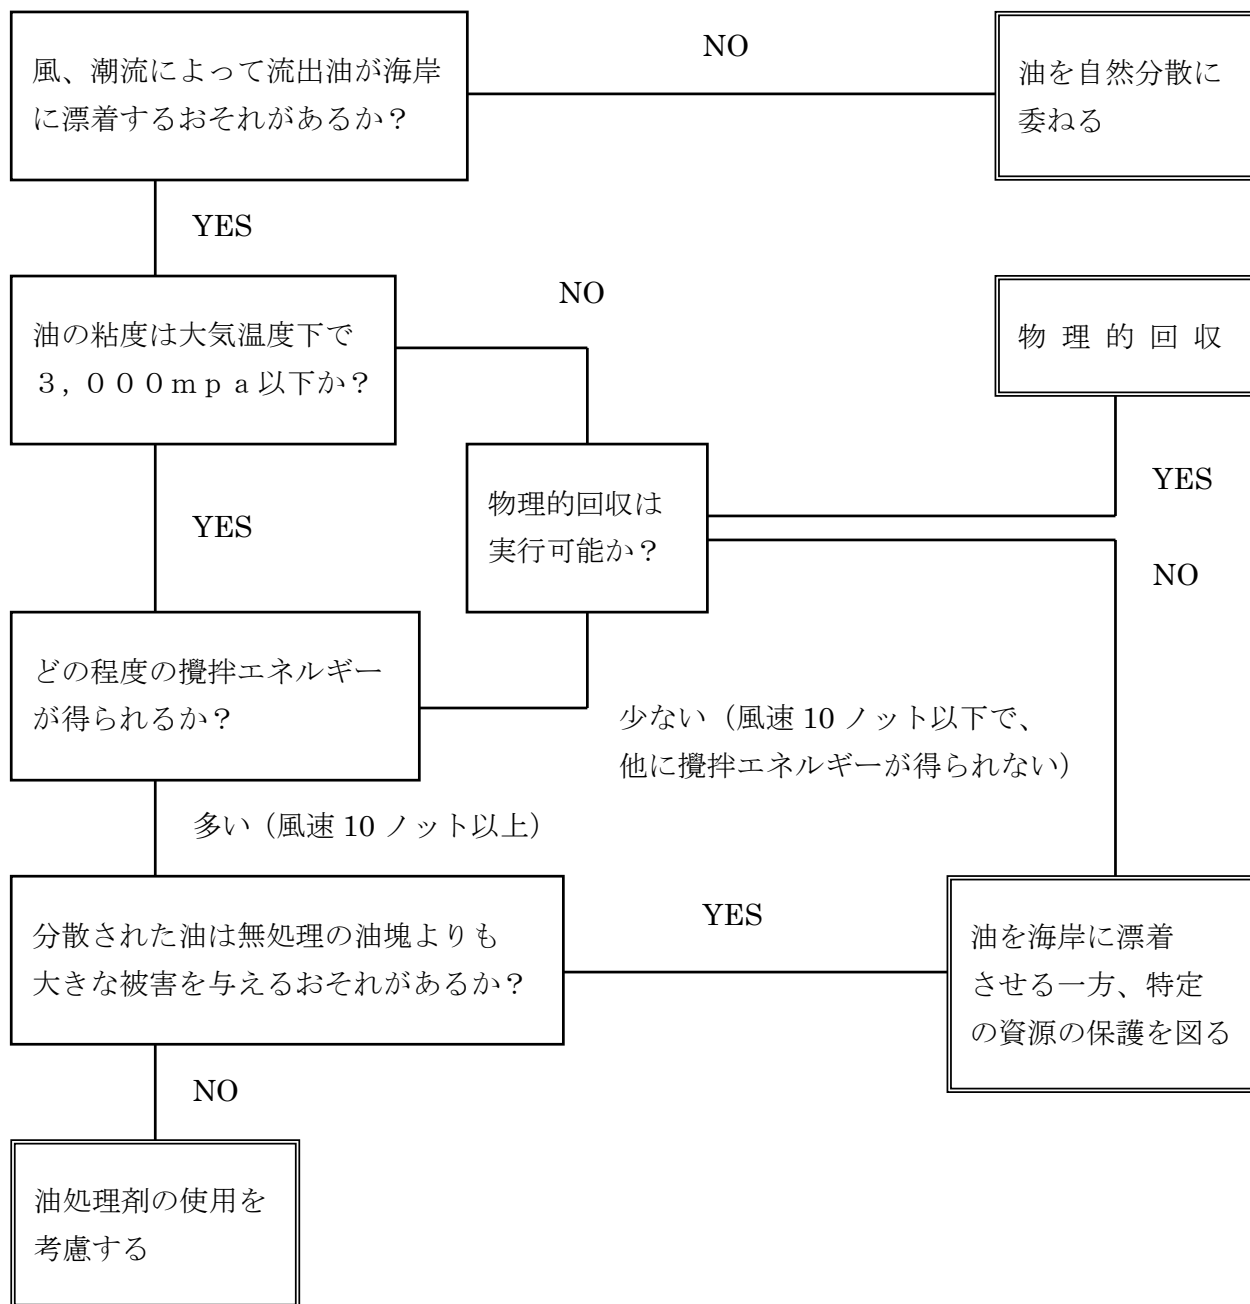 風、潮流によって流出油が海岸
に漂着するおそれがあるか？
NO
油を自然分散に
委ねる
YES
油の粘度は大気温度下で
３，０００ｍｐａ以下か？
NO
物 理 的 回 収
YES
物理的回収は
実行可能か？
YES
NO
どの程度の攪拌エネルギー
が得られるか？
少ない（風速 10 ノット以下で、
他に攪拌エネルギーが得られない）
多い（風速 10 ノット以上）
分散された油は無処理の油塊よりも
大きな被害を与えるおそれがあるか？
YES
油を海岸に漂着
させる一方、特定
の資源の保護を図る
NO
油処理剤の使用を
考慮する